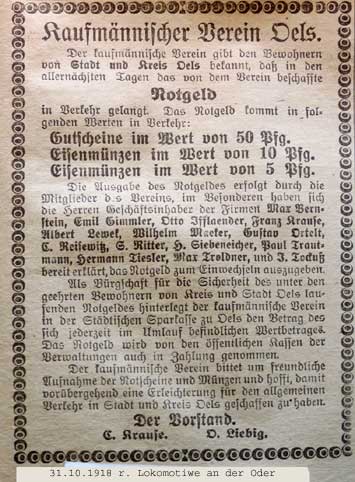 Kaufmännischer Verein Oels.
Der kaufmännische Verein gibt den Bewohnern
von Stadt und Kreis Oels bekannt, daß in den
allernächsten Tagen das von dem Verein beschaffte
Notgeld
in Verkehr gelangt. Das Notgeld kommt in fol-
genden Werten in Verkehr:
Gutscheine im Wert von 50 Pfg.
Eisenmünzen im Wert von 10 Pfg.
Eisenmünzen im Wert von 5 Pfg.
Die Ausgabe des Notgeldes erfolgt durch die
Mitglieder d:s Vereins, im Besonderen haben sich
die Herren Geschäftsinhaber der Firmen Max Bern-
stein, Emil Gimmler, Otto Bifflaender, Franz Krause,
Albert Lewek, Wilhelm Maeker, Gustav Ortelt,
C. Reisewitz, S. Ritter, H. Siebeneicher, Paul Traut-
mann, Hermann Tiesler, Max Troldner, und J. Tockuß
bereit erklärt, das Notgeld zum Einwechseln auszugeben.
Als Bürgschaft für die Sicherheit des unter den
geehrten Bewohnern von Kreis und Stadt Oels lau-
fenden Notgeldes hinterlegt der kaufmännische Verein
in der Städtischen Sparkasse zu Oels den Betrag des
sich jederzeit im Umlauf befindlichen Wertbetrages.
Das Notgeld wird von den öffentlichen Kassen der
Verwaltungen auch in Zahlung genommen.
Der kaufmännische Verein bittet um freundliche
Aufnahme der Notscheine und Münzen und hofft, damit
vorübergehend eine Erleichterung für den allgemeinen
Verkehr in Stadt und Kreis Oels geschaffen zu haben.
Der Vorstand.
C. Krause. O. Liebig.
31.10.1918 r. Lokomotiwe an der Oder